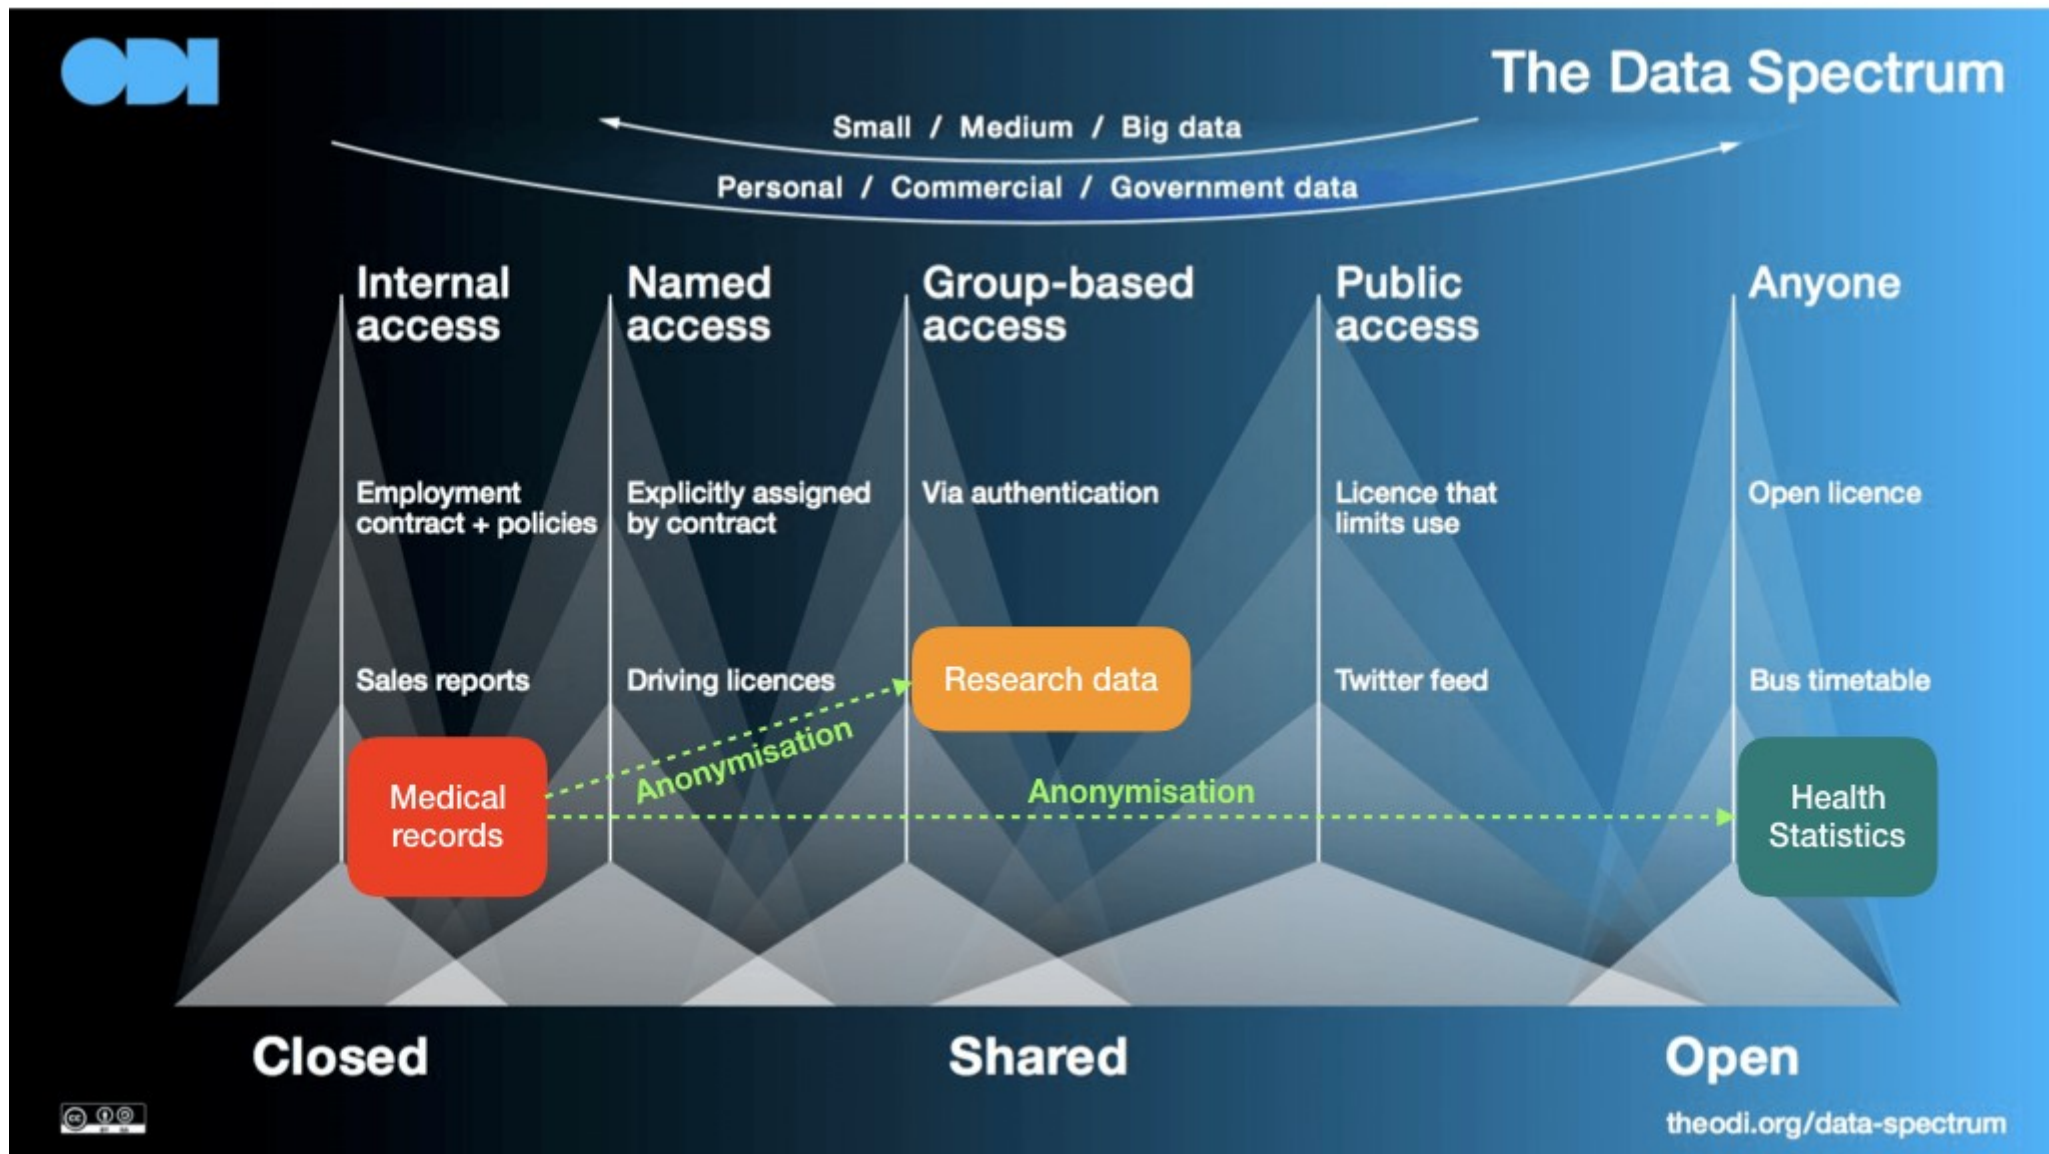 ODI
The Data Spectrum
Small / Medium / Big data
Personal / Commercial / Government data
Internal
access
Named
access
Group-based
access
Public
access
Anyone
Employment
contract + policies
Explicitly assigned
by contract
Via authentication
Licence that
limits use
Open licence
Sales reports
Driving licences
Research data
Twitter feed
Bus timetable
Anonymisation
Medical
records
Anonymisation
Health
Statistics
Closed
Shared
Open
cc
theodi.org/data-spectrum